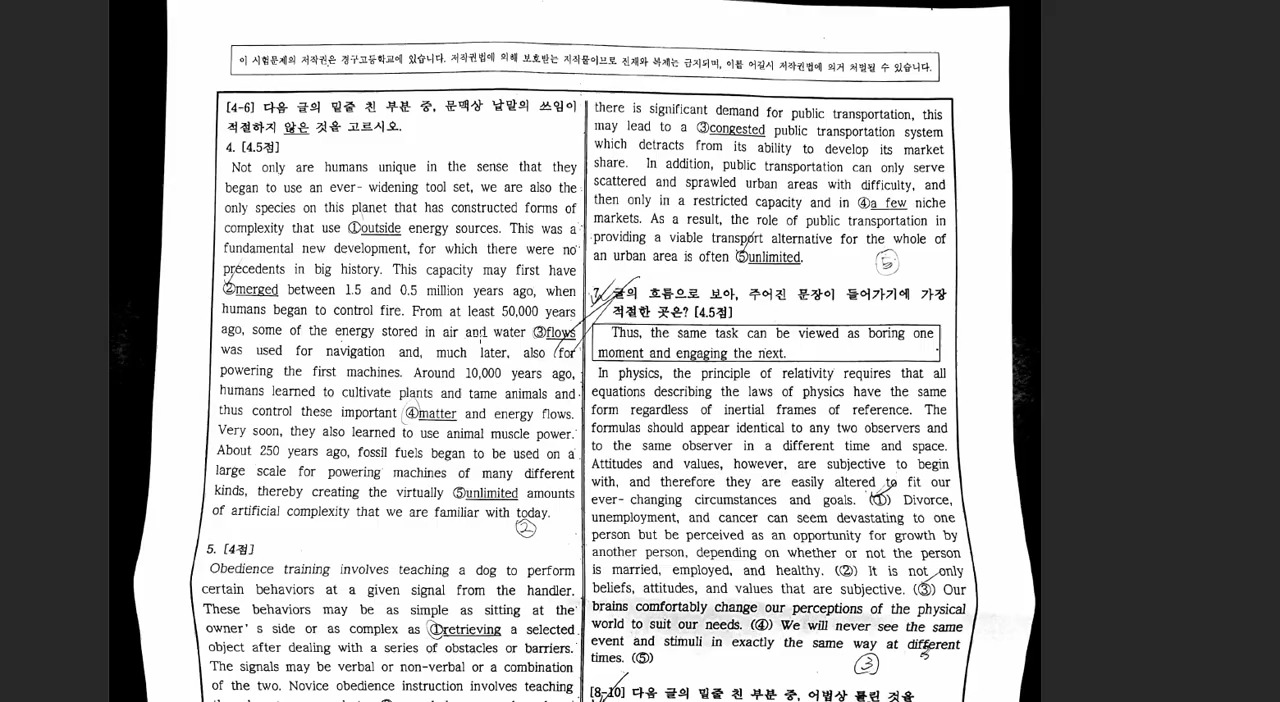 이 시험문제의 저작권은 경구고등학교에 있습니다. 저작권법에 의해 보호받는 저작물이므로 전재와 복제는 금지되며, 이를 어길시 저작권법에 의거 처벌될 수 있습니다.
[4-6] 다음 글의 밑줄 친 부분 중, 문맥상 낱말의 쓰임이
적절하지 않은 것을 고르시오.
4. [4.5점]
Not only are humans unique in the sense that they
began to use an ever- widening tool set, we are also the
only species on this planet that has constructed forms of
complexity that use ①outside energy sources. This was a
fundamental new development, for which there were no
precedents in big history. This capacity may first have
②merged between 1.5 and 0.5 million years ago, when
humans began to control fire. From at least 50,000 years
ago, some of the energy stored in air and water ③flows
was used for navigation and, much later, also for
powering the first machines. Around 10,000 years ago,
humans learned to cultivate plants and tame animals and
thus control these important ④matter and energy flows.
Very soon, they also learned to use animal muscle power.
About 250 years ago, fossil fuels began to be used on a
large scale for powering machines of many different
kinds, thereby creating the virtually ⑤unlimited amounts
of artificial complexity that we are familiar with today.
②
5. [4점]
Obedience training involves teaching a dog to perform
certain behaviors at a given signal from the handler.
These behaviors may be as simple as sitting at the
owner' s side or as complex as ①retrieving a selected
object after dealing with a series of obstacles or barriers.
The signals may be verbal or non-verbal or a combination
of the two. Novice obedience instruction involves teaching
there is significant demand for public transportation, this
may lead to a ③congested public transportation system
which detracts from its ability to develop its market
share. In addition, public transportation can only serve
scattered and sprawled urban areas with difficulty, and
then only in a restricted capacity and in ④a few niche
markets. As a result, the role of public transportation in
providing a viable transport alternative for the whole of
an urban area is often ⑤unlimited.
⑤
7. 글의 흐름으로 보아, 주어진 문장이 들어가기에 가장
적절한 곳은? [4.5점]
Thus, the same task can be viewed as boring one
moment and engaging the next.
In physics, the principle of relativity requires that all
equations describing the laws of physics have the same
form regardless of inertial frames of reference. The
formulas should appear identical to any two observers and
to the same observer in a different time and space.
Attitudes and values, however, are subjective to begin
with, and therefore they are easily altered to fit our
ever- changing circumstances and goals. (①) Divorce,
unemployment, and cancer can seem devastating to one
person but be perceived as an opportunity for growth by
another person, depending on whether or not the person
is married, employed, and healthy. (②) It is not only
beliefs, attitudes, and values that are subjective. (③) Our
brains comfortably change our perceptions of the physical
world to suit our needs. (④) We will never see the same
event and stimuli in exactly the same way at different
times. (⑤)
③
[8-10] 다음 글의 밑줄 친 부분 중, 어법상 틀린 것을